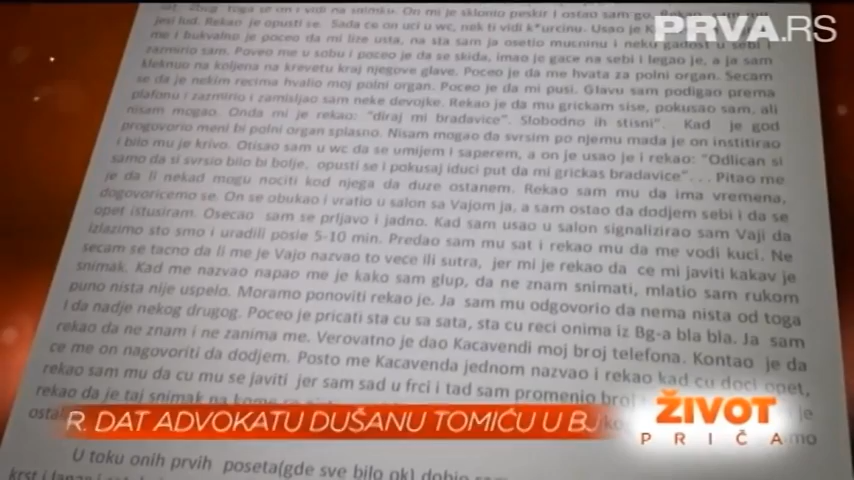 PRVA.RS
jesi lud. Rekao je opusti se. Sada ce on uci u wc, nek ti vidi k*urcinu. Usao je
me i bukvalno je poceo da mi lize usta, na sta sam ja osetio mucninu i neku gadost u sebi i
zazmirio sam. Poveo me u sobu i poceo je da se skida, imao je gace na sebi i legao je, a ja sam
kleknuo na koljena na krevetu kraj njegove glave. Poceo je da me hvata za polni organ. Secam
se da je nekim recima hvalio moj polni organ. Poceo je da mi pusi. Glavu sam podigao prema
plafonu i zazmirio i zamisljao sam neke devojke. Rekao je da mu grickam sise, pokusao sam, ali
nisam mogao. Onda mi je rekao: "diraj mi bradavice". Slobodno ih stisni". Kad je god
progovorio meni bi polni organ splasno. Nisam mogao da svrsim po njemu mada je on institirao
i bilo mu je krivo. Otisao sam u wc da se umijem i saperem, a on je usao je i rekao: "Odlican si
samo da si svrsio bilo bi bolje, opusti se i pokusaj iduci put da mi grickas bradavice". . . Pitao me
je da li nekad mogu nociti kod njega da duze ostanem. Rekao sam mu da ima vremena,
dogovoricemo se. On se obukao i vratio u salon sa Vajom ja, a sam ostao da dodjem sebi i da se
opet istusiram. Osecao sam se prljavo i jadno. Kad sam usao u salon signalizirao sam Vaji da
izlazimo sto smo i uradili posle 5-10 min. Predao sam mu sat i rekao mu da me vodi kuci. Ne
secam se tacno da li me je Vajo nazvao to vece ili sutra, jer mi je rekao da ce mi javiti kakav je
snimak. Kad me nazvao napao me je kako sam glup, da ne znam snimati, mlatio sam rukom
puno nista nije uspelo. Moramo ponoviti rekao je. Ja sam mu odgovorio da nema nista od toga
I da nadje nekog drugog. Poceo je pricati sta cu sa sata, sta cu reci onima iz Bg-a bla bla. Ja sam
rekao da ne znam i ne zanima me. Verovatno je dao Kacavendi moj broj telefona. Kontao je da
ce me on nagovoriti da dodjem. Posto me Kacavenda jednom nazvao i rekao kad cu doci opet,
rekao sam mu da cu mu se javiti jer sam sad u frci i tad sam promenio broj
rekao da je taj snimak na
R. DAT ADVOKATU DUŠANU TOMIĆU U
ŽIVOT
PRIČA
U toku onih prvih poseta(gde sve bilo ok) dobio
krst i lanac i